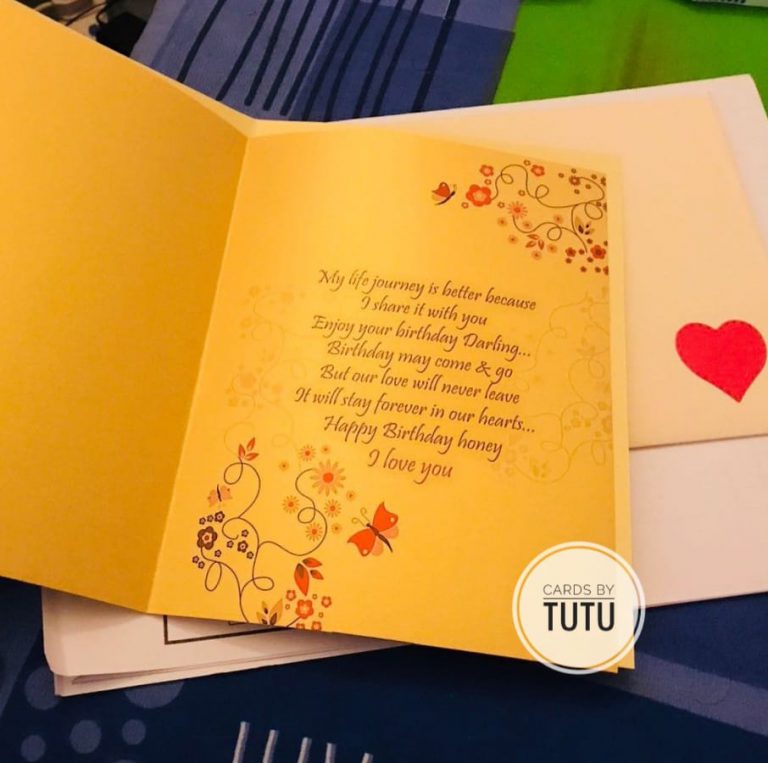 My life journey is better because
I share it with you
Enjoy your birthday Darling...
Birthday may come & go
But our love will never leave
It will stay forever in our hearts...
Happy Birthday honey
I love you
CARDS BY
TUTU